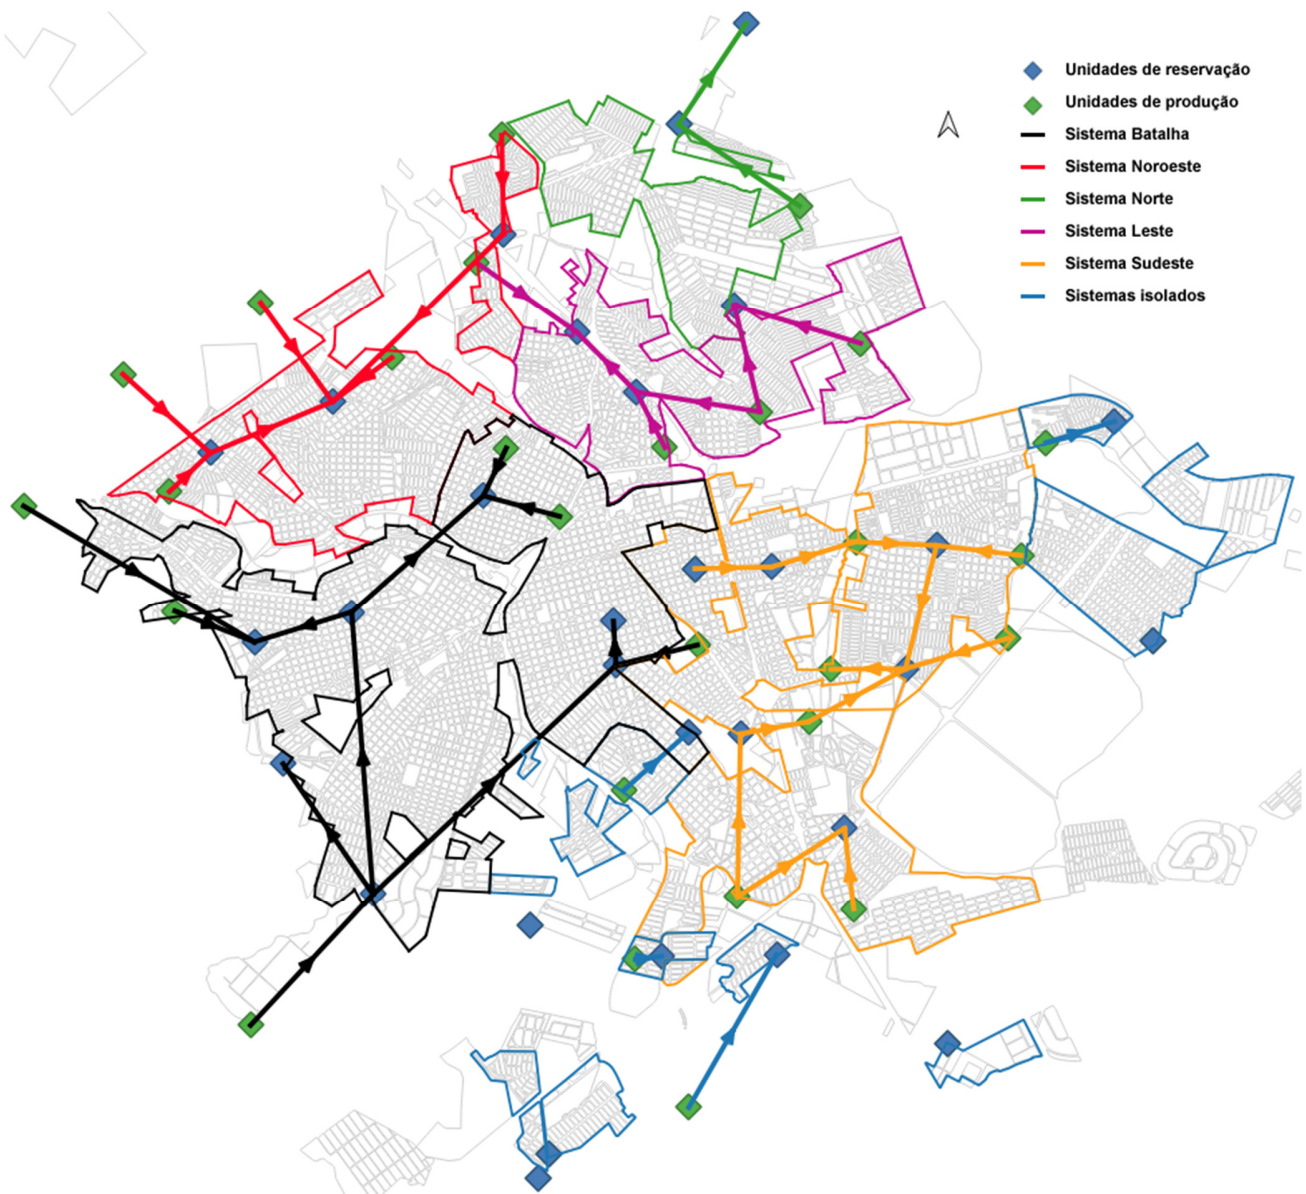 Unidades de reservação
Unidades de produção
Sistema Batalha
Sistema Noroeste
Sistema Norte
Sistema Leste
Sistema Sudeste
Sistemas isolados